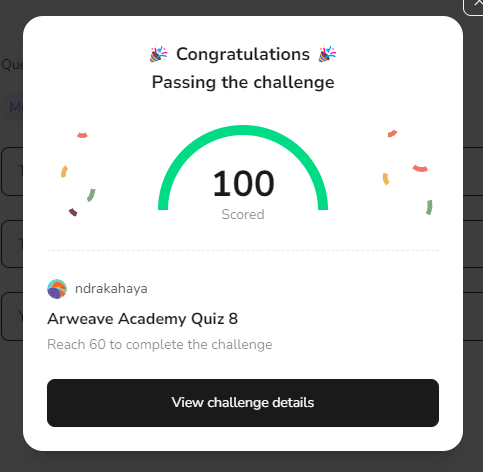 Que
🎉 Congratulations 🎉
Passing the challenge
100
Scored
ndrakahaya
Arweave Academy Quiz 8
Reach 60 to complete the challenge
View challenge details